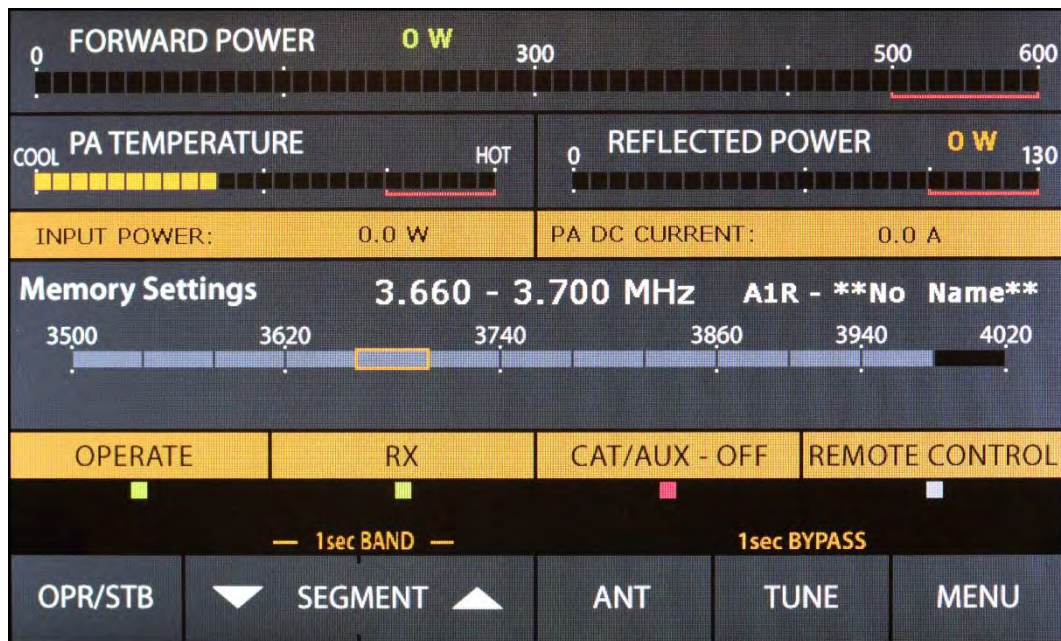 FORWARD POWER 0 W
0 300 500 600
PA TEMPERATURE
COOL HOT
REFLECTED POWER 0 W
0 130
INPUT POWER: 0.0 W
PA DC CURRENT: 0.0 A
Memory Settings 3.660 - 3.700 MHz A1R - **No Name**
3500 3620 3740 3860 3940 4020
OPERATE RX CAT/AUX - OFF REMOTE CONTROL
1sec BAND 1sec BYPASS
OPR/STB SEGMENT ANT TUNE MENU